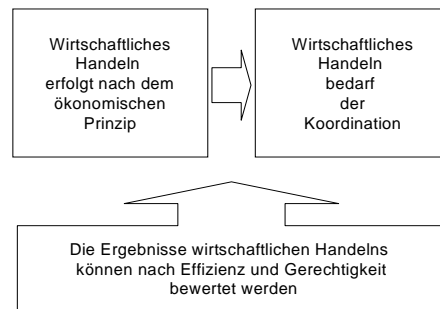 Wirtschaftliches
Handeln
erfolgt nach dem
ökonomischen
Prinzip
Wirtschaftliches
Handeln
bedarf
der
Koordination
Die Ergebnisse wirtschaftlichen Handelns
können nach Effizienz und Gerechtigkeit
bewertet werden